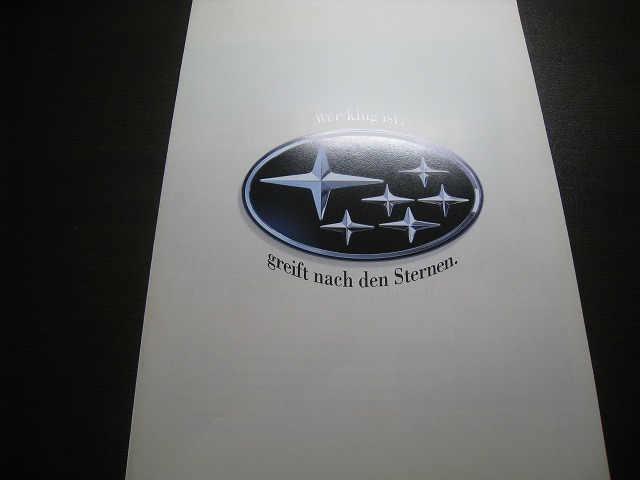 Wer klug ist,
greift nach den Sternen.